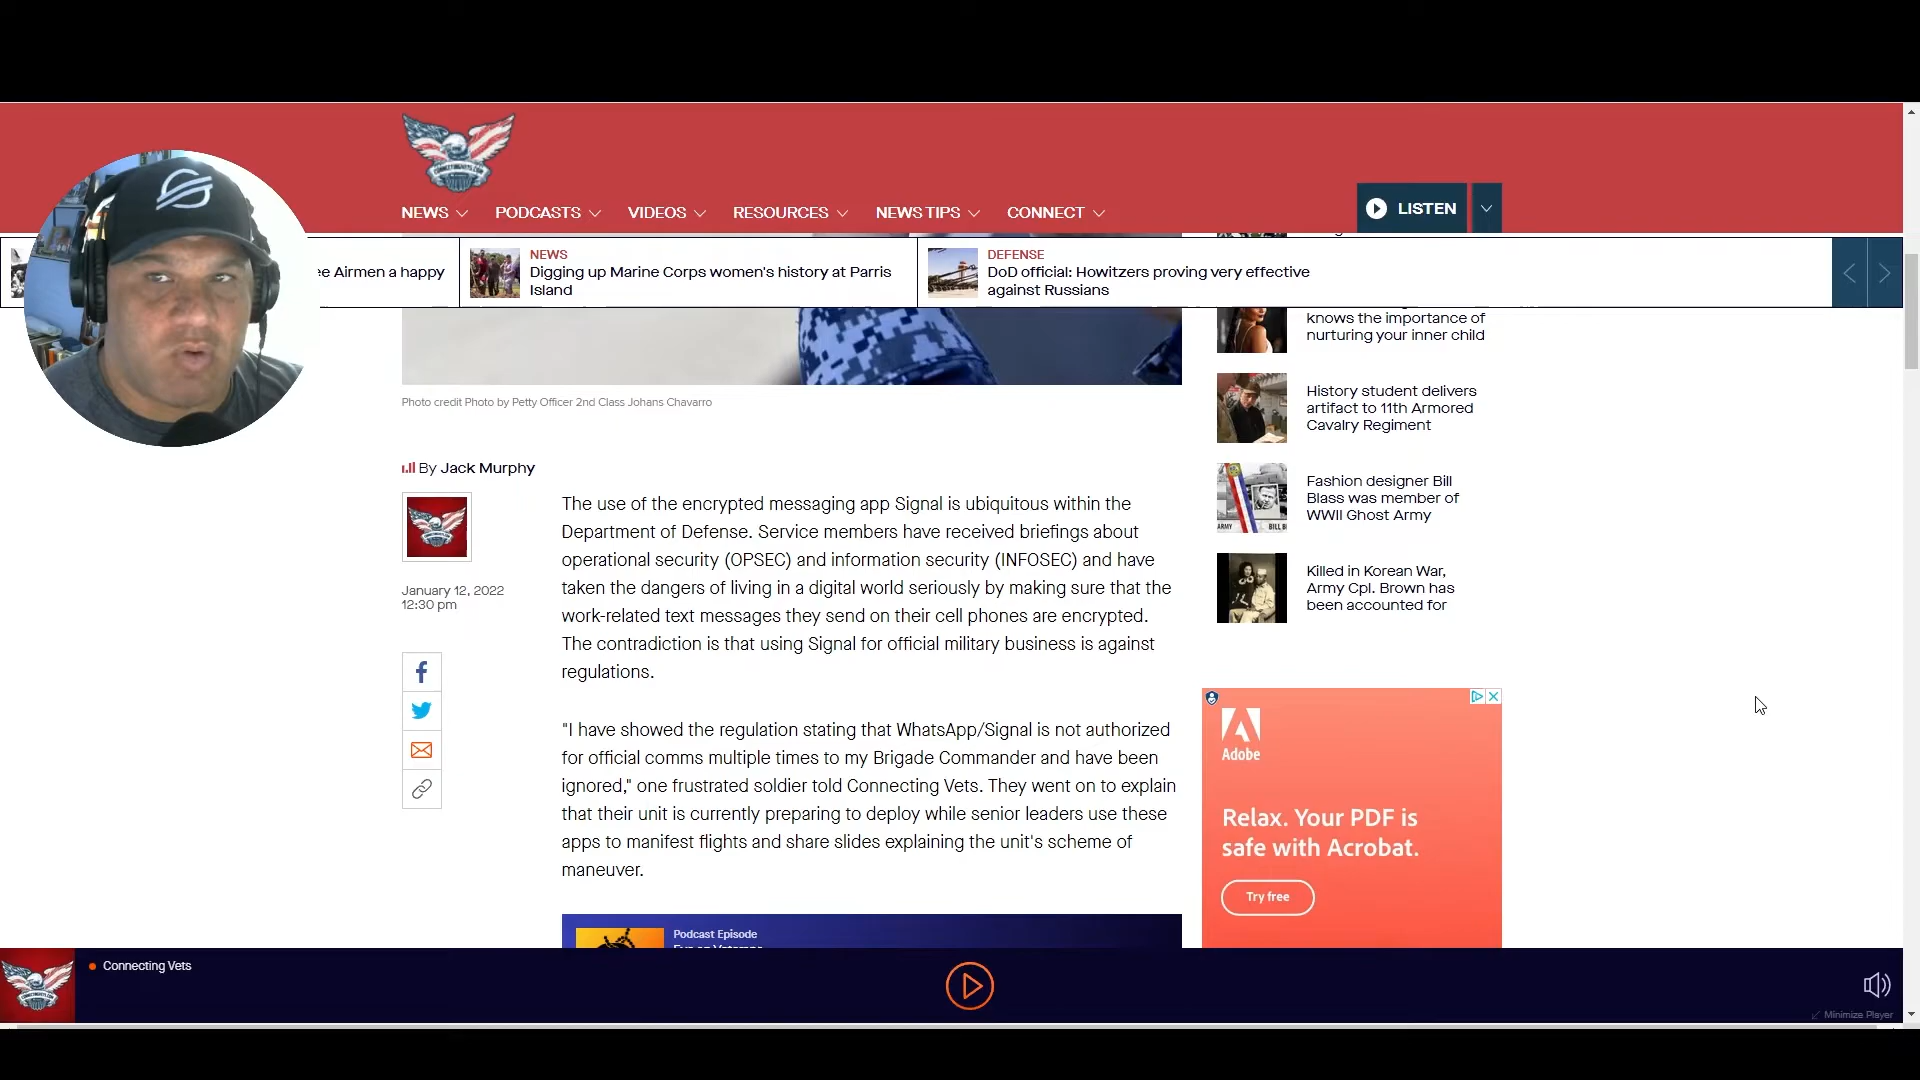 CONNECTINGVETS.COM
NEWS
PODCASTS
VIDEOS
RESOURCES
NEWS TIPS
CONNECT
LISTEN
ee Airmen a happy
NEWS
Digging up Marine Corps women's history at Parris
Island
DEFENSE
DoD official: Howitzers proving very effective
against Russians
Photo credit Photo by Petty Officer 2nd Class Johans Chavarro
By Jack Murphy
January 12, 2022
12:30 pm
The use of the encrypted messaging app Signal is ubiquitous within the
Department of Defense. Service members have received briefings about
operational security (OPSEC) and information security (INFOSEC) and have
taken the dangers of living in a digital world seriously by making sure that the
work-related text messages they send on their cell phones are encrypted.
The contradiction is that using Signal for official military business is against
regulations.
"I have showed the regulation stating that WhatsApp/Signal is not authorized
for official comms multiple times to my Brigade Commander and have been
ignored," one frustrated soldier told Connecting Vets. They went on to explain
that their unit is currently preparing to deploy while senior leaders use these
apps to manifest flights and share slides explaining the unit's scheme of
maneuver.
Podcast Episode
knows the importance of
nurturing your inner child
History student delivers
artifact to 11th Armored
Cavalry Regiment
Fashion designer Bill
Blass was member of
WWII Ghost Army
ARMY
Killed in Korean War,
Army Cpl. Brown has
been accounted for
Adobe
Relax. Your PDF is
safe with Acrobat.
Try free
Connecting Vets
Minimize Player